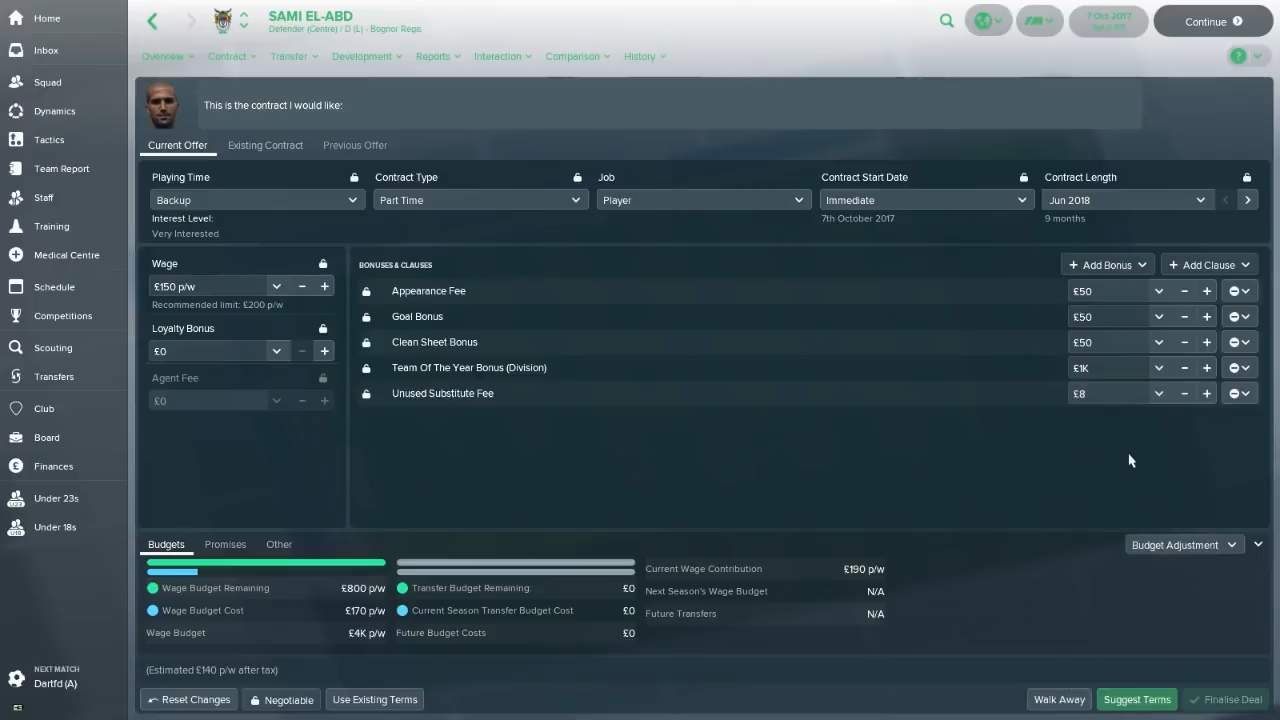 Home
SAMI EL-ABD
Defender (Centre) / D (L) - Bognor Regis
7 Oct 2017
Continue
Inbox
Overview Contract Transfer Development Reports Interaction Comparison History
?
Squad
Dynamics
Tactics
Team Report
Staff
Training
Medical Centre
Schedule
Competitions
Scouting
Transfers
Club
Board
Finances
Under 23s
Under 18s
NEXT MATCH
Dartfd (A)
This is the contract I would like:
Current Offer Existing Contract Previous Offer
Playing Time Contract Type Job Contract Start Date Contract Length
Backup Part Time Player Immediate Jun 2018
Interest Level: 7th October 2017 9 months
Very Interested
Wage
£150 p/w
Recommended limit: £200 p/w
Loyalty Bonus
£0
Agent Fee
£0
BONUSES & CLAUSES + Add Bonus + Add Clause
Appearance Fee £50
Goal Bonus £50
Clean Sheet Bonus £50
Team Of The Year Bonus (Division) £1K
Unused Substitute Fee £8
Budgets Promises Other Budget Adjustment
Wage Budget Remaining £800 p/w
Wage Budget Cost £170 p/w
Wage Budget £4K p/w
Transfer Budget Remaining £0
Current Season Transfer Budget Cost £0
Future Budget Costs £0
Current Wage Contribution £190 p/w
Next Season's Wage Budget N/A
Future Transfers N/A
(Estimated £140 p/w after tax)
Reset Changes Negotiable Use Existing Terms Walk Away Suggest Terms Finalise Deal